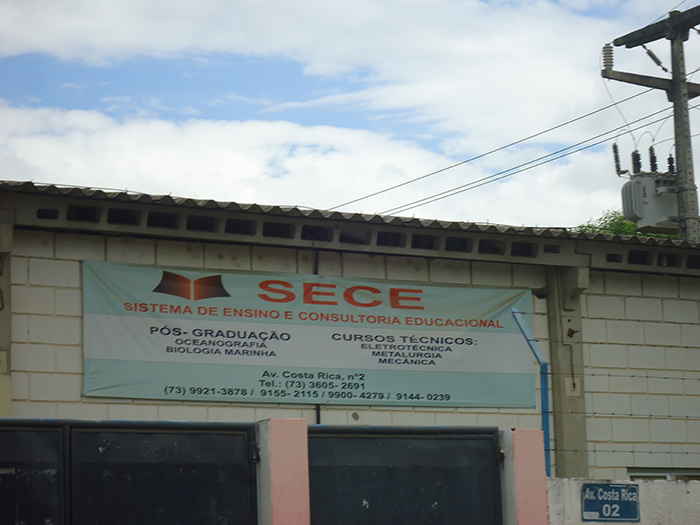 SECE
SISTEMA DE ENSINO E CONSULTORIA EDUCACIONAL
PÓS- GRADUAÇÃO
OCEANOGRAFIA
BIOLOGIA MARINHA
CURSOS TÉCNICOS:
ELETROTÉCNICA
METALURGIA
MECÂNICA
Av. Costa Rica, n°2
Tel.: (73) 3605- 2691
(73) 9921-3878 / 9155- 2115 / 9900- 4279 / 9144- 0239
Av. Costa Rica
02